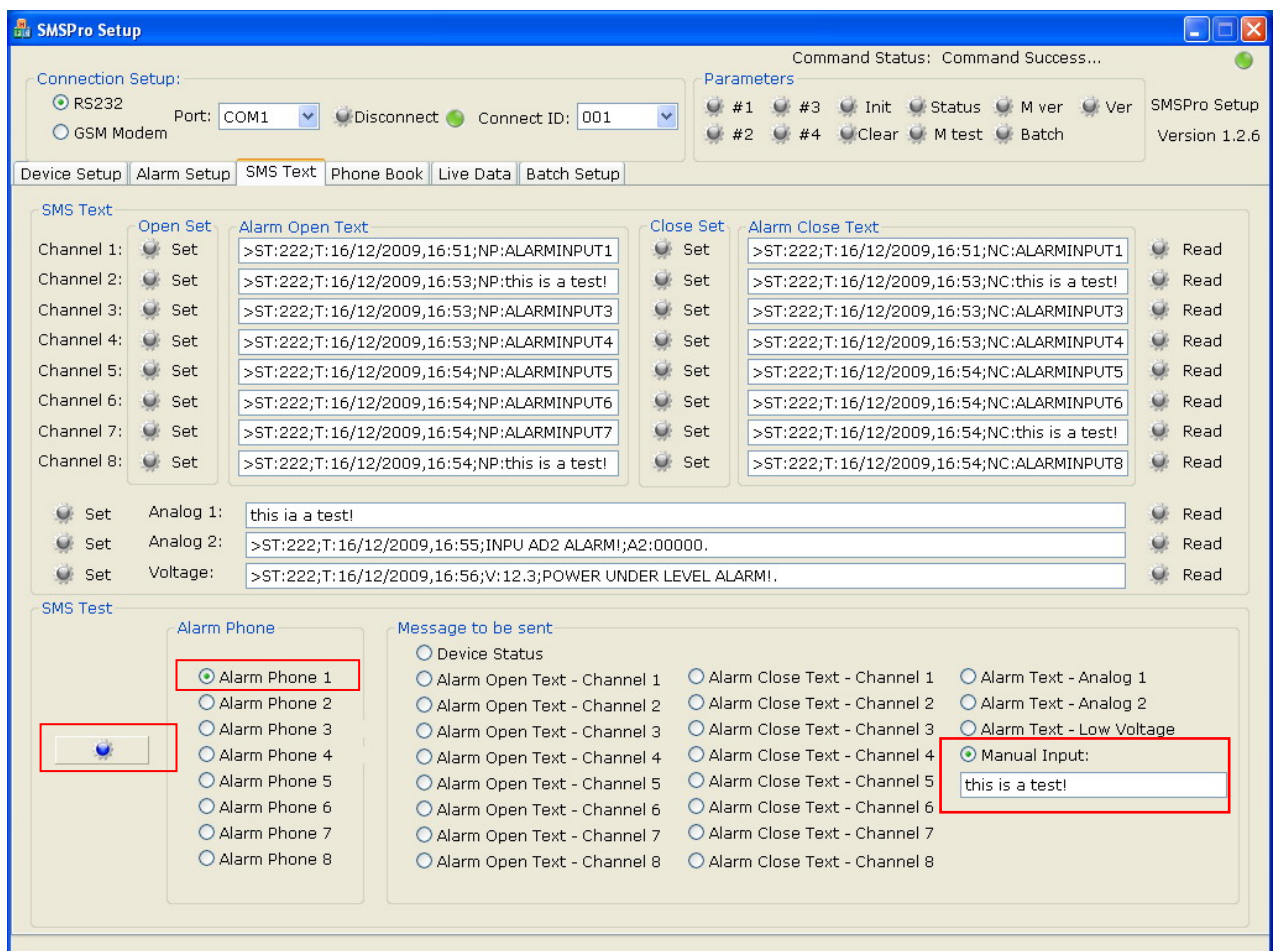 SMSPro Setup
Command Status: Command Success...
Connection Setup:
RS232
GSM Modem
Port: COM1 Disconnect Connect ID: 001
Parameters
#1 #3 Init Status M ver Ver
#2 #4 Clear M test Batch
SMSPro Setup
Version 1.2.6
Device Setup Alarm Setup SMS Text Phone Book Live Data Batch Setup
SMS Text
Open Set Alarm Open Text Close Set Alarm Close Text
Channel 1: Set >ST:222;T:16/12/2009,16:51;NP:ALARMINPUT1 Set >ST:222;T:16/12/2009,16:51;NC:ALARMINPUT1 Read
Channel 2: Set >ST:222;T:16/12/2009,16:53;NP:this is a test! Set >ST:222;T:16/12/2009,16:53;NC:this is a test! Read
Channel 3: Set >ST:222;T:16/12/2009,16:53;NP:ALARMINPUT3 Set >ST:222;T:16/12/2009,16:53;NC:ALARMINPUT3 Read
Channel 4: Set >ST:222;T:16/12/2009,16:53;NP:ALARMINPUT4 Set >ST:222;T:16/12/2009,16:53;NC:ALARMINPUT4 Read
Channel 5: Set >ST:222;T:16/12/2009,16:54;NP:ALARMINPUT5 Set >ST:222;T:16/12/2009,16:54;NC:ALARMINPUT5 Read
Channel 6: Set >ST:222;T:16/12/2009,16:54;NP:ALARMINPUT6 Set >ST:222;T:16/12/2009,16:54;NC:ALARMINPUT6 Read
Channel 7: Set >ST:222;T:16/12/2009,16:54;NP:ALARMINPUT7 Set >ST:222;T:16/12/2009,16:54;NC:this is a test! Read
Channel 8: Set >ST:222;T:16/12/2009,16:54;NP:this is a test! Set >ST:222;T:16/12/2009,16:54;NC:ALARMINPUT8 Read
Set Analog 1: this ia a test! Read
Set Analog 2: >ST:222;T:16/12/2009,16:55;INPU AD2 ALARM!;A2:00000. Read
Set Voltage: >ST:222;T:16/12/2009,16:56;V:12.3;POWER UNDER LEVEL ALARM!. Read
SMS Test
Alarm Phone
Alarm Phone 1
Alarm Phone 2
Alarm Phone 3
Alarm Phone 4
Alarm Phone 5
Alarm Phone 6
Alarm Phone 7
Alarm Phone 8
Message to be sent
Device Status
Alarm Open Text - Channel 1 Alarm Close Text - Channel 1 Alarm Text - Analog 1
Alarm Open Text - Channel 2 Alarm Close Text - Channel 2 Alarm Text - Analog 2
Alarm Open Text - Channel 3 Alarm Close Text - Channel 3 Alarm Text - Low Voltage
Alarm Open Text - Channel 4 Alarm Close Text - Channel 4 Manual Input:
Alarm Open Text - Channel 5 Alarm Close Text - Channel 5 this is a test!
Alarm Open Text - Channel 6 Alarm Close Text - Channel 6
Alarm Open Text - Channel 7 Alarm Close Text - Channel 7
Alarm Open Text - Channel 8 Alarm Close Text - Channel 8